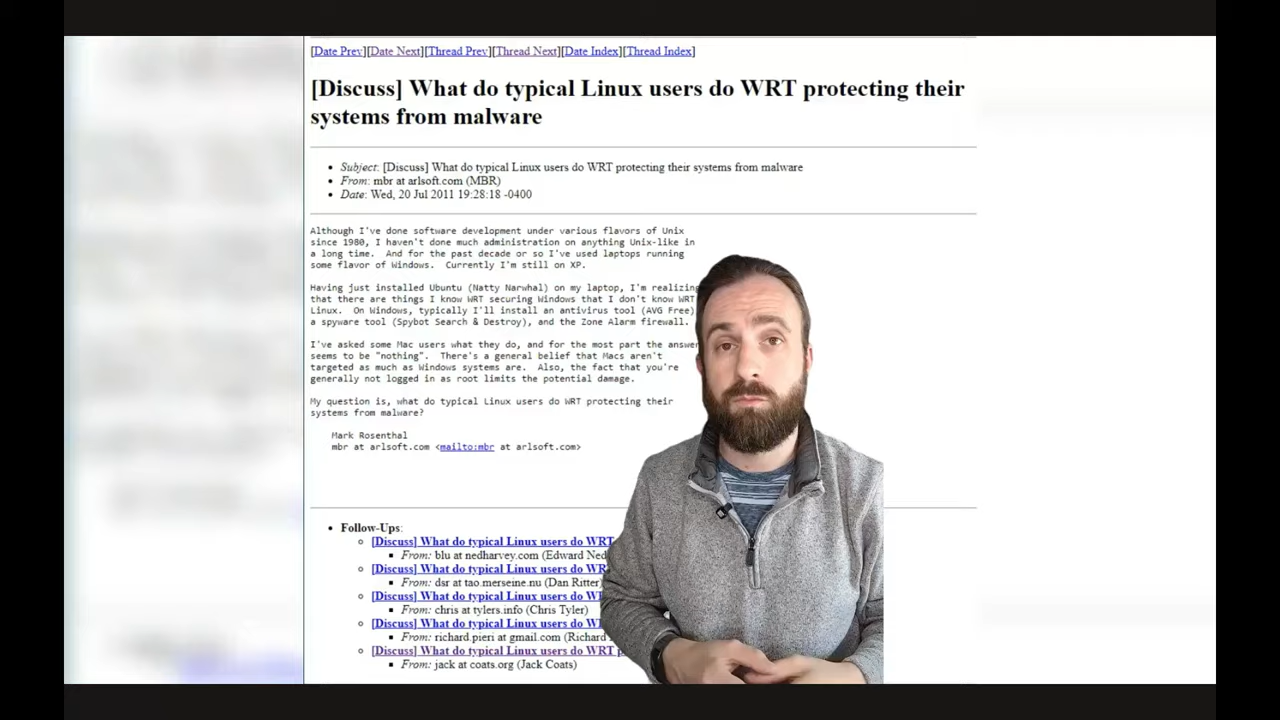 [Date Prev][Date Next][Thread Prev][Thread Next][Date Index][Thread Index]
[Discuss] What do typical Linux users do WRT protecting their
systems from malware
Subject: [Discuss] What do typical Linux users do WRT protecting their systems from malware
From: mbr at arlsoft.com (MBR)
Date: Wed, 20 Jul 2011 19:28:18 -0400
Although I've done software development under various flavors of Unix
since 1980, I haven't done much administration on anything Unix-like in
a long time.  And for the past decade or so I've used laptops running
some flavor of Windows.  Currently I'm still on XP.
Having just installed Ubuntu (Natty Narwhal) on my laptop, I'm realizing
that there are things I know WRT securing Windows that I don't know WRT
Linux.  On Windows, typically I'll install an antivirus tool (AVG Free),
a spyware tool (Spybot Search & Destroy), and the Zone Alarm firewall.
I've asked some Mac users what they do, and for the most part the answer
seems to be "nothing".  There's a general belief that Macs aren't
targeted as much as Windows systems are.  Also, the fact that you're
generally not logged in as root limits the potential damage.
My question is, what do typical Linux users do WRT protecting their
systems from malware?
Mark Rosenthal
mbr at arlsoft.com <mailto:mbr at arlsoft.com>
Follow-Ups:
[Discuss] What do typical Linux users do WRT
From: blu at nedharvey.com (Edward Ned
[Discuss] What do typical Linux users do WR
From: dsr at tao.merseine.nu (Dan Ritter)
[Discuss] What do typical Linux users do W
From: chris at tylers.info (Chris Tyler)
[Discuss] What do typical Linux users do W
From: richard.pieri at gmail.com (Richard
[Discuss] What do typical Linux users do WRT
From: jack at coats.org (Jack Coats)